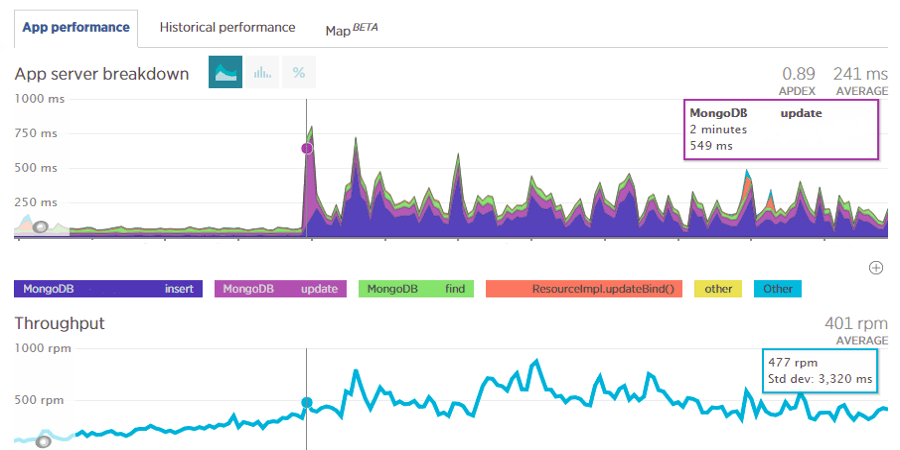 App performance Historical performance Map BETA
App server breakdown % 0.89 241 ms
APDEX AVERAGE
1000 ms
MongoDB update
2 minutes
549 ms
750 ms
500 ms
250 ms
MongoDB insert MongoDB update MongoDB find ResourceImpl.updateBind() other Other
Throughput 401 rpm
AVERAGE
1000 rpm
477 rpm
Std dev: 3,320 ms
500 rpm